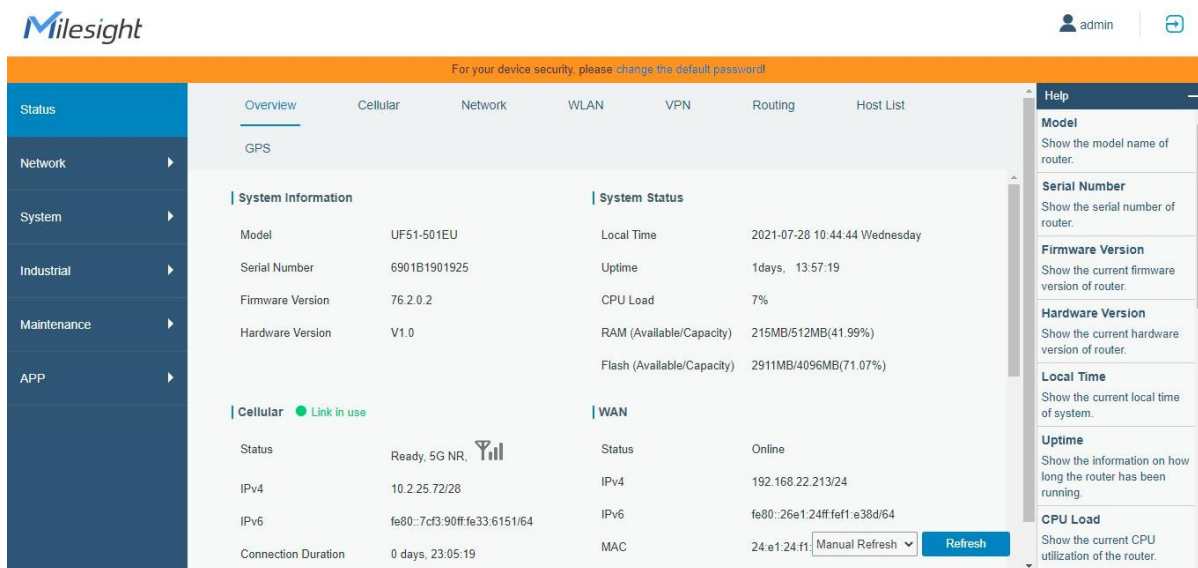 Milesight
admin
For your device security, please change the default password!
Status
Network
System
Industrial
Maintenance
APP
Overview Cellular Network WLAN VPN Routing Host List
GPS
System Information
Model UF51-501EU
Serial Number 6901B1901925
Firmware Version 76.2.0.2
Hardware Version V1.0
System Status
Local Time 2021-07-28 10:44:44 Wednesday
Uptime 1days, 13:57:19
CPU Load 7%
RAM (Available/Capacity) 215MB/512MB(41.99%)
Flash (Available/Capacity) 2911MB/4096MB(71.07%)
Cellular Link in use
Status Ready, 5G NR,
IPv4 10.2.25.72/28
IPv6 fe80::7cf3:90ff:fe33:6151/64
Connection Duration 0 days, 23:05:19
WAN
Status Online
IPv4 192.168.22.213/24
IPv6 fe80::26e1:24ff:fef1:e38d/64
MAC 24:e1:24:f1:
Manual Refresh Refresh
Help
Model
Show the model name of
router.
Serial Number
Show the serial number of
router.
Firmware Version
Show the current firmware
version of router.
Hardware Version
Show the current hardware
version of router.
Local Time
Show the current local time
of system.
Uptime
Show the information on how
long the router has been
running.
CPU Load
Show the current CPU
utilization of the router.